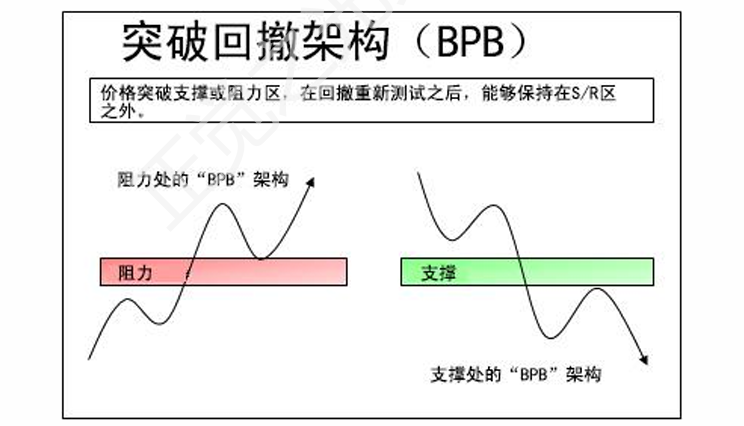 突破回撤架构（BPB）
价格突破支撑或阻力区，在回撤重新测试之后，能够保持在S/R区
之外。
阻力处的“BPB”架构
阻力
支撑
支撑处的“BPB”架构